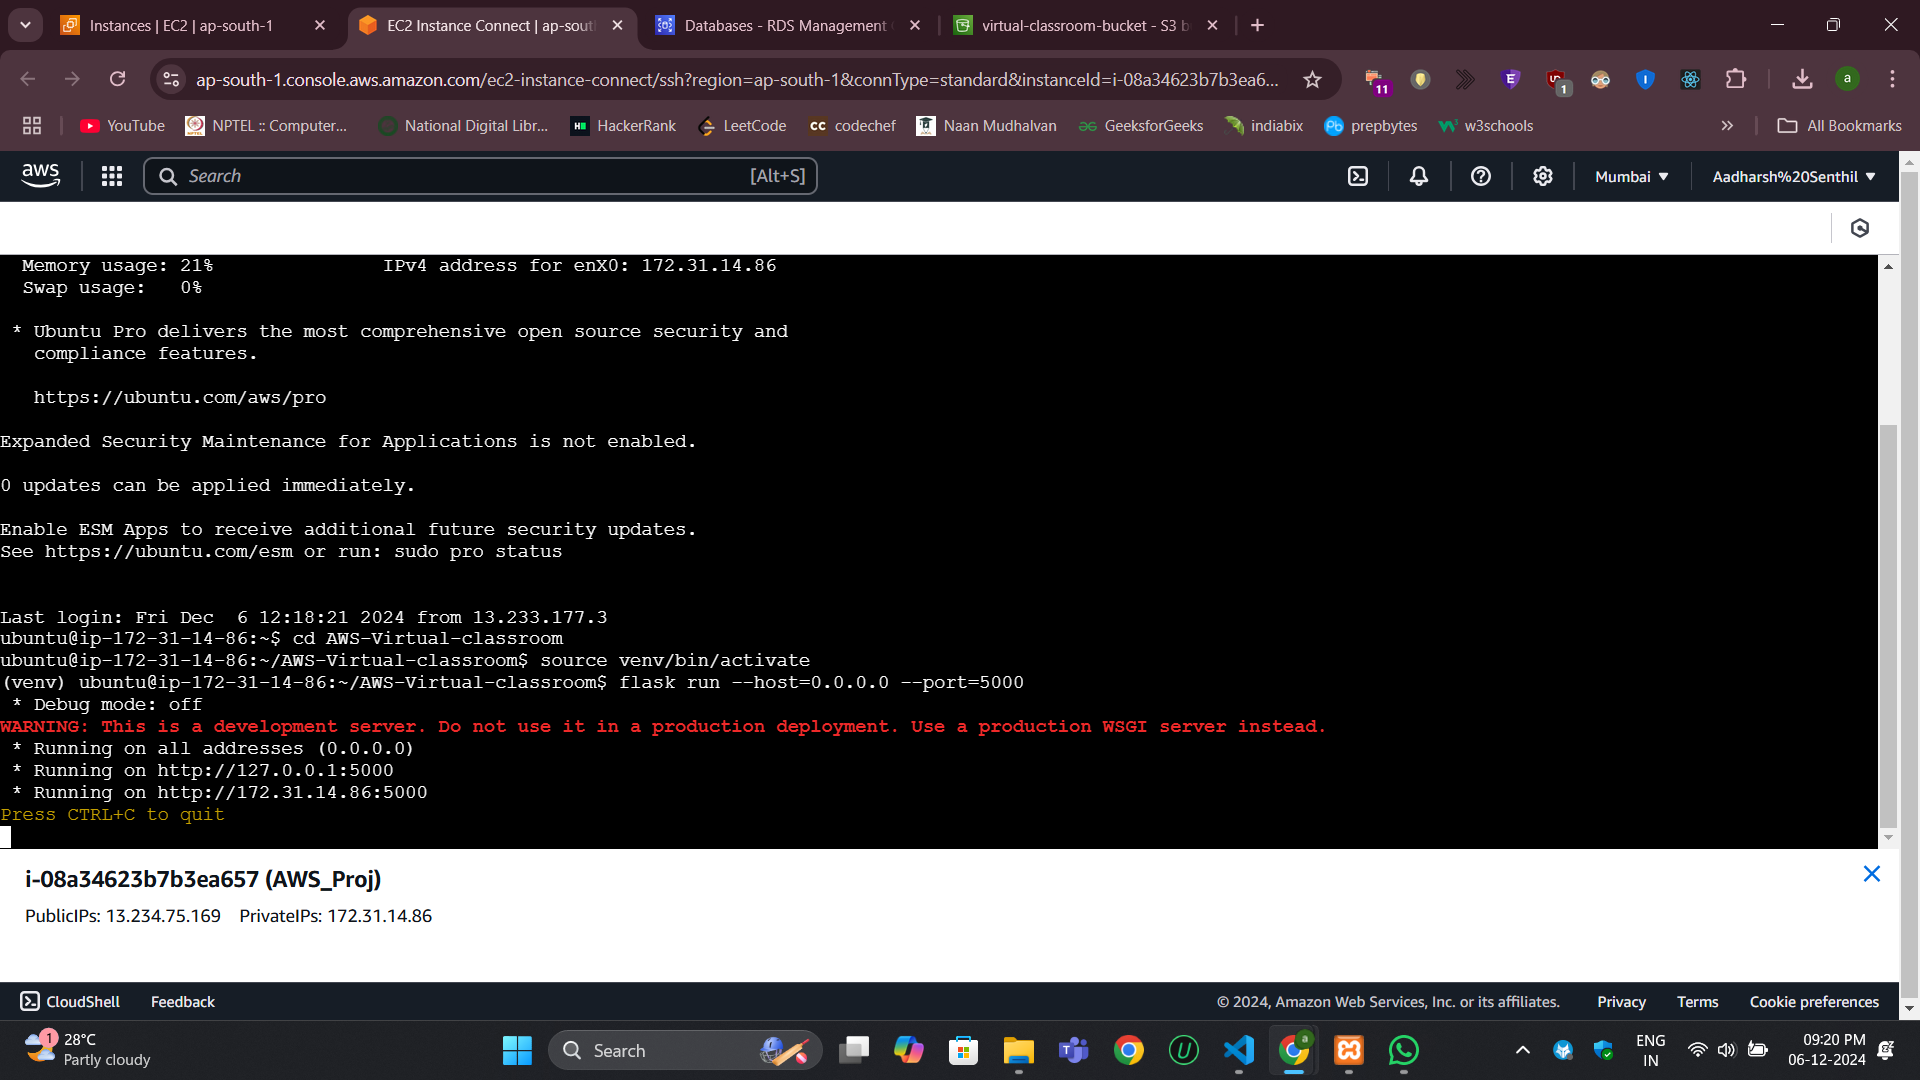 Instances | EC2 | ap-south-1
EC2 Instance Connect | ap-sout
Databases - RDS Management
virtual-classroom-bucket - S3 b
ap-south-1.console.aws.amazon.com/ec2-instance-connect/ssh?region=ap-south-1&connType=standard&instanceId=i-08a34623b7b3ea6...
11
1
a
YouTube
NPTEL :: Computer...
National Digital Libr...
HackerRank
LeetCode
codechef
Naan Mudhalvan
GeeksforGeeks
indiabix
prepbytes
w3schools
All Bookmarks
aws
Search
[Alt+S]
Mumbai
Aadharsh%20Senthil
Memory usage: 21% IPv4 address for enX0: 172.31.14.86
Swap usage: 0%
* Ubuntu Pro delivers the most comprehensive open source security and
compliance features.
https://ubuntu.com/aws/pro
Expanded Security Maintenance for Applications is not enabled.
0 updates can be applied immediately.
Enable ESM Apps to receive additional future security updates.
See https://ubuntu.com/esm or run: sudo pro status
Last login: Fri Dec  6 12:18:21 2024 from 13.233.177.3
ubuntu@ip-172-31-14-86:~$ cd AWS-Virtual-classroom
ubuntu@ip-172-31-14-86:~/AWS-Virtual-classroom$ source venv/bin/activate
(venv) ubuntu@ip-172-31-14-86:~/AWS-Virtual-classroom$ flask run --host=0.0.0.0 --port=5000
* Debug mode: off
WARNING: This is a development server. Do not use it in a production deployment. Use a production WSGI server instead.
* Running on all addresses (0.0.0.0)
* Running on http://127.0.0.1:5000
* Running on http://172.31.14.86:5000
Press CTRL+C to quit
i-08a34623b7b3ea657 (AWS_Proj)
PublicIPs: 13.234.75.169 PrivateIPs: 172.31.14.86
CloudShell
Feedback
© 2024, Amazon Web Services, Inc. or its affiliates.
Privacy
Terms
Cookie preferences
1
28°C
Partly cloudy
Search
ENG
IN
09:20 PM
06-12-2024